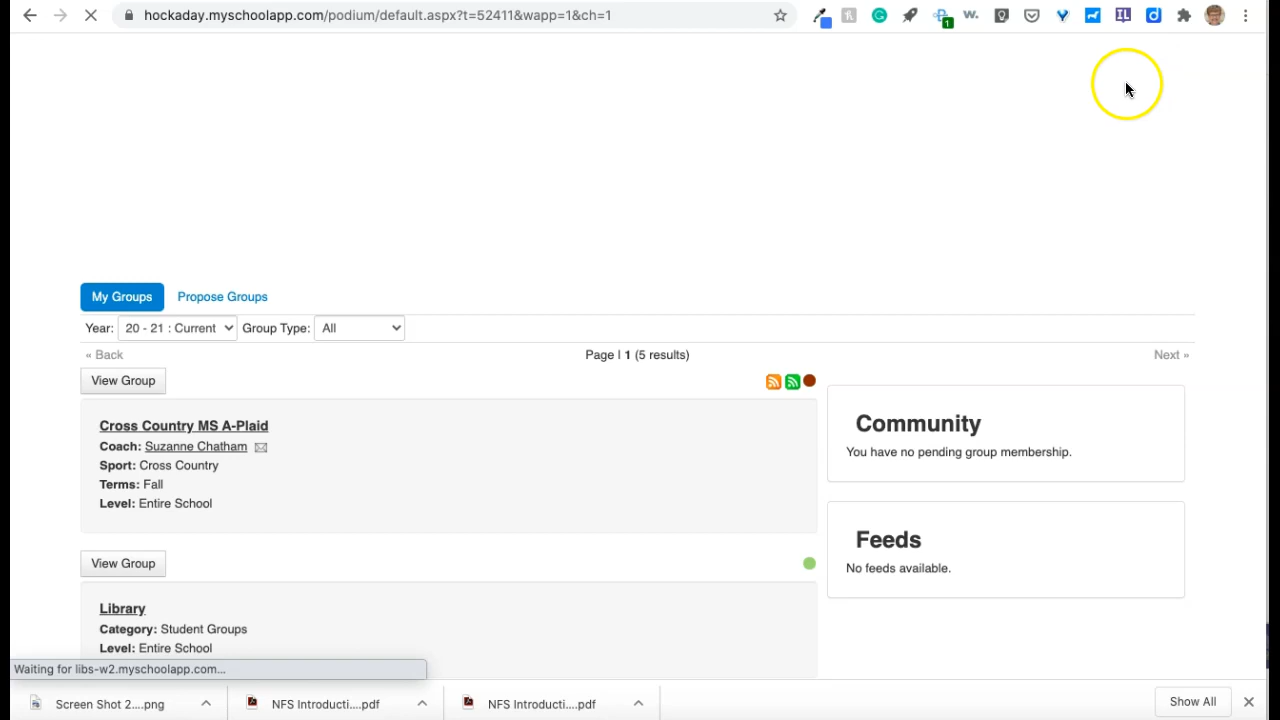 hockaday.myschoolapp.com/podium/default.aspx?t=52411&wapp=1&ch=1
1
W.
IL
d
My Groups Propose Groups
Year: 20 - 21 : Current Group Type: All
« Back Page | 1 (5 results) Next »
View Group
Cross Country MS A-Plaid
Coach: Suzanne Chatham
Sport: Cross Country
Terms: Fall
Level: Entire School
Community
You have no pending group membership.
Feeds
No feeds available.
View Group
Library
Category: Student Groups
Level: Entire School
Waiting for libs-w2.myschoolapp.com...
Screen Shot 2....png NFS Introducti....pdf NFS Introducti....pdf Show All